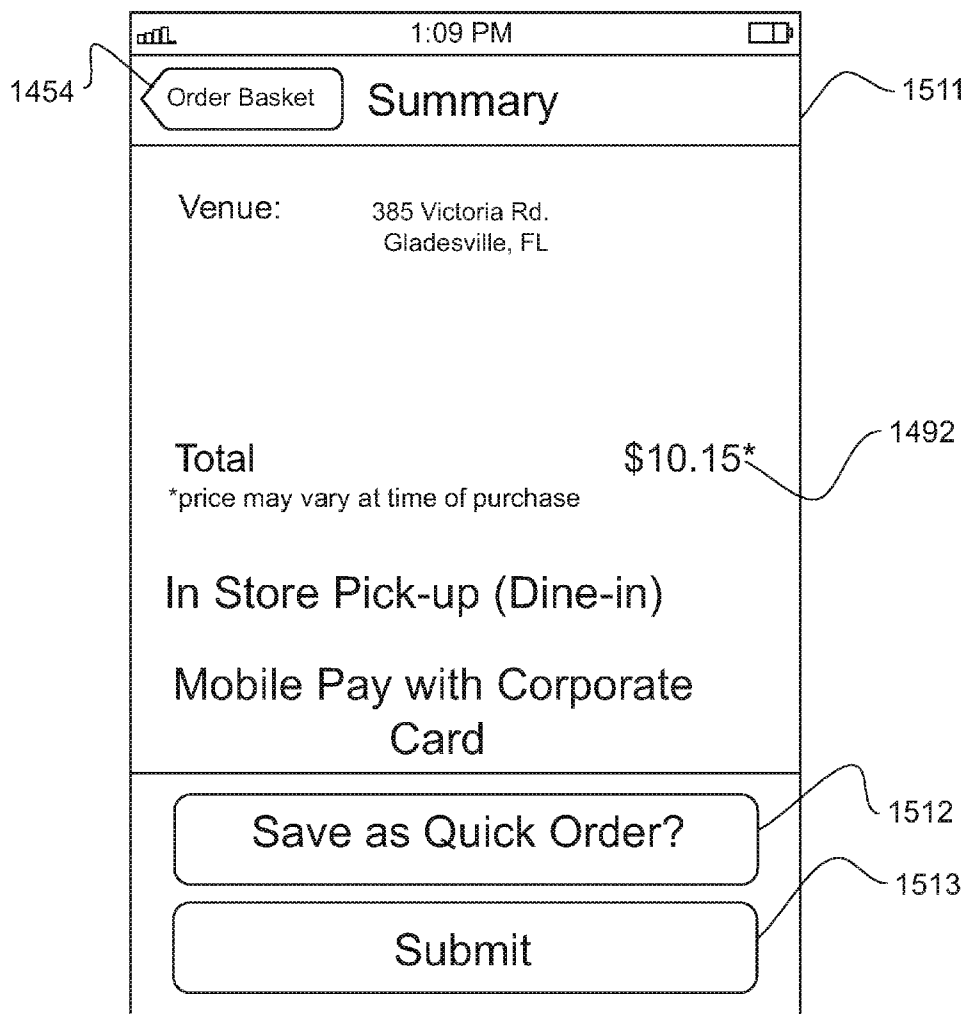 1:09 PM
1454
Order Basket
Summary
1511
Venue:
385 Victoria Rd.
Gladesville, FL
1492
Total
$10.15*
*price may vary at time of purchase
In Store Pick-up (Dine-in)
Mobile Pay with Corporate
Card
Save as Quick Order?
1512
1513
Submit